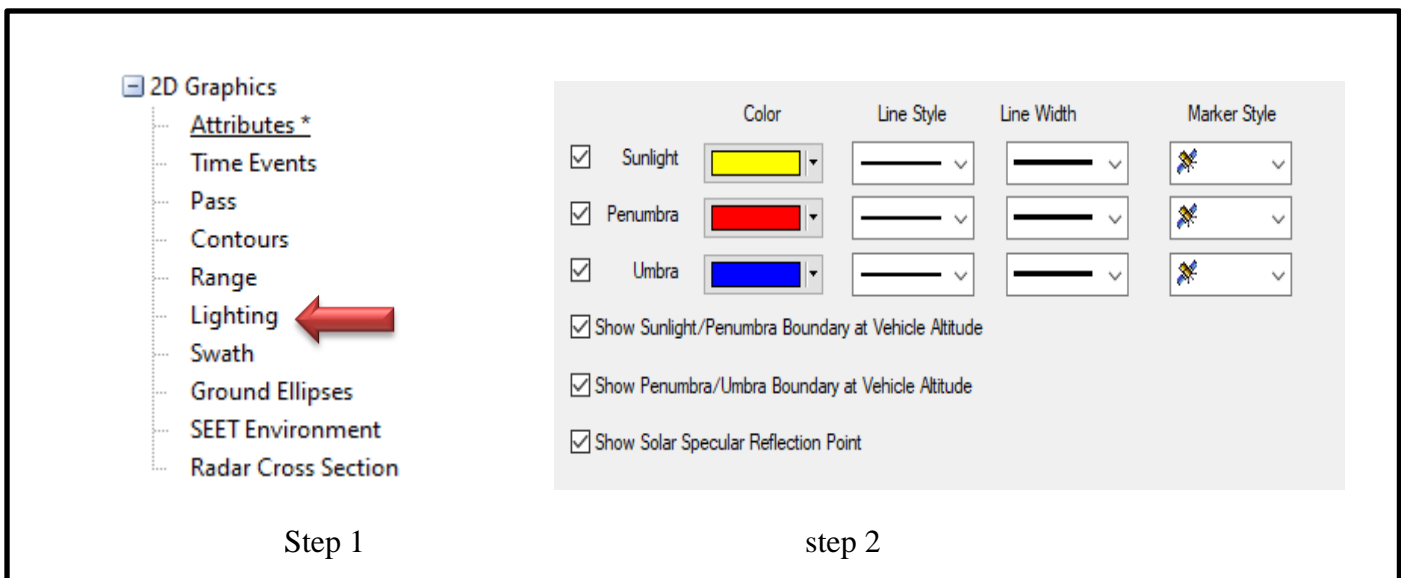 2D Graphics
Attributes *
Time Events
Pass
Contours
Range
Lighting
Swath
Ground Ellipses
SEET Environment
Radar Cross Section
Step 1
Color Line Style Line Width Marker Style
Sunlight
Penumbra
Umbra
Show Sunlight/Penumbra Boundary at Vehicle Altitude
Show Penumbra/Umbra Boundary at Vehicle Altitude
Show Solar Specular Reflection Point
step 2